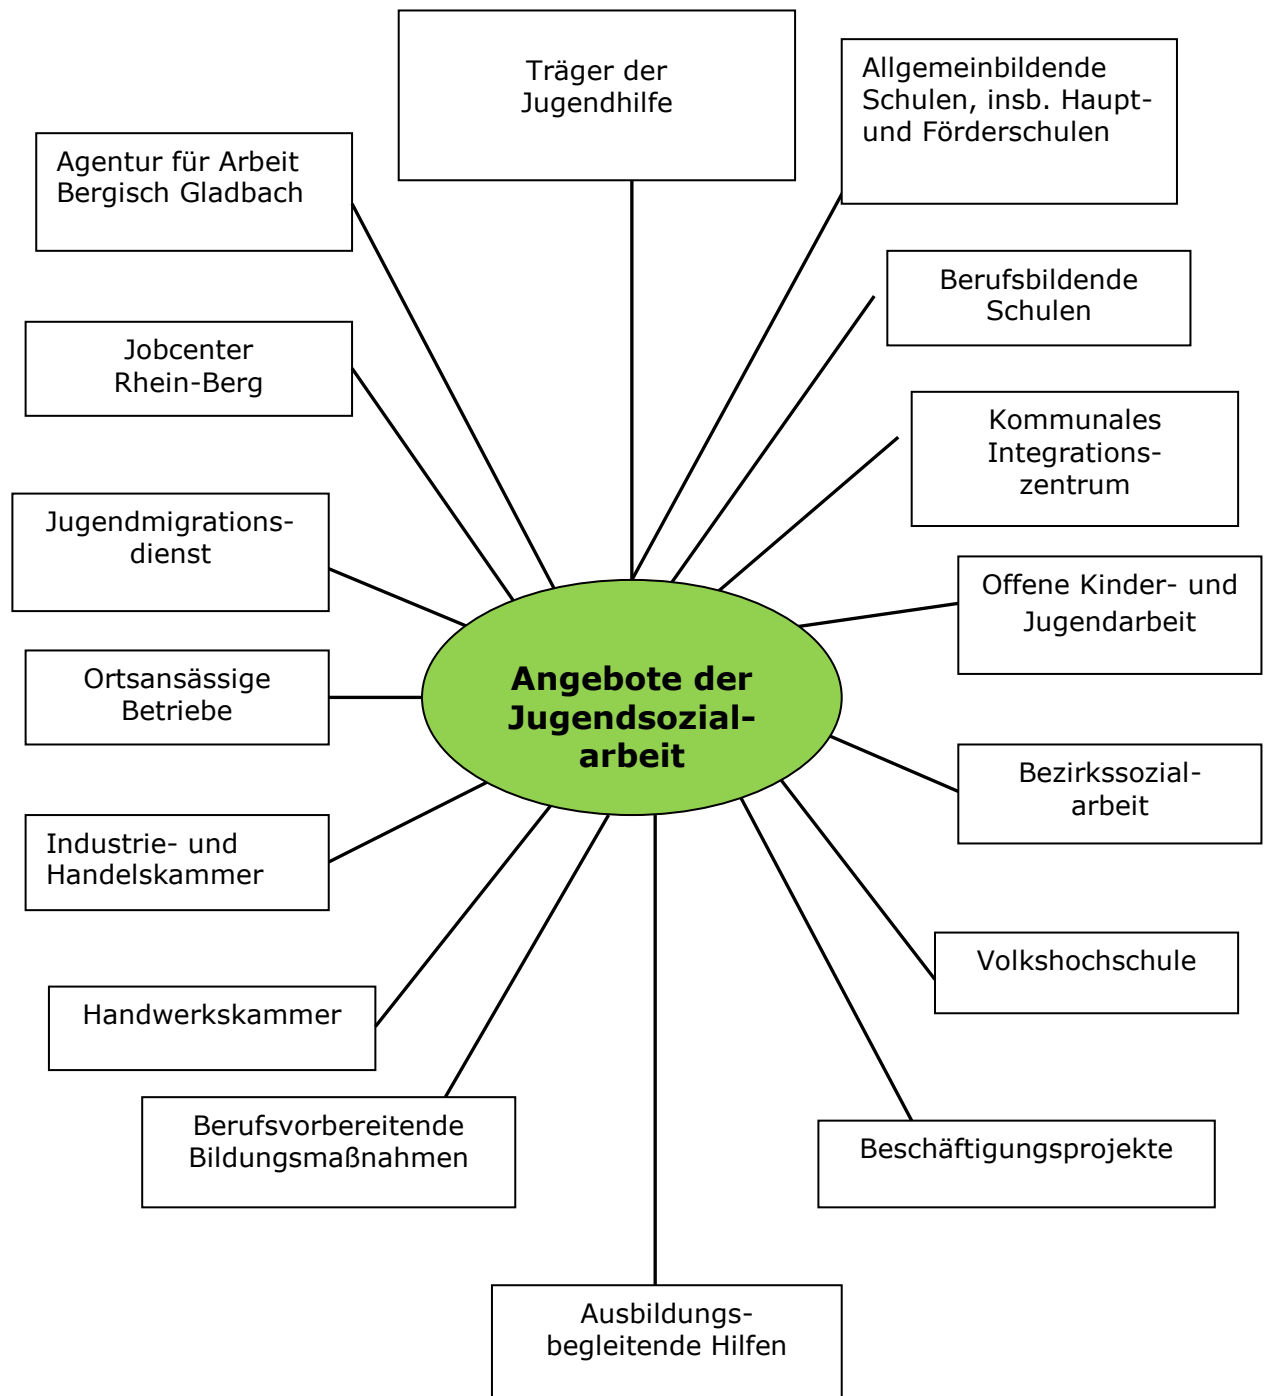 Träger der
Jugendhilfe
Allgemeinbildende
Schulen, insb. Haupt-
und Förderschulen
Agentur für Arbeit
Bergisch Gladbach
Berufsbildende
Schulen
Jobcenter
Rhein-Berg
Kommunales
Integrations-
zentrum
Jugendmigrations-
dienst
Offene Kinder- und
Jugendarbeit
Ortsansässige
Betriebe
Angebote der
Jugendsozial-
arbeit
Bezirkssozial-
arbeit
Industrie- und
Handelskammer
Volkshochschule
Handwerkskammer
Berufsvorbereitende
Bildungsmaßnahmen
Beschäftigungsprojekte
Ausbildungs-
begleitende Hilfen